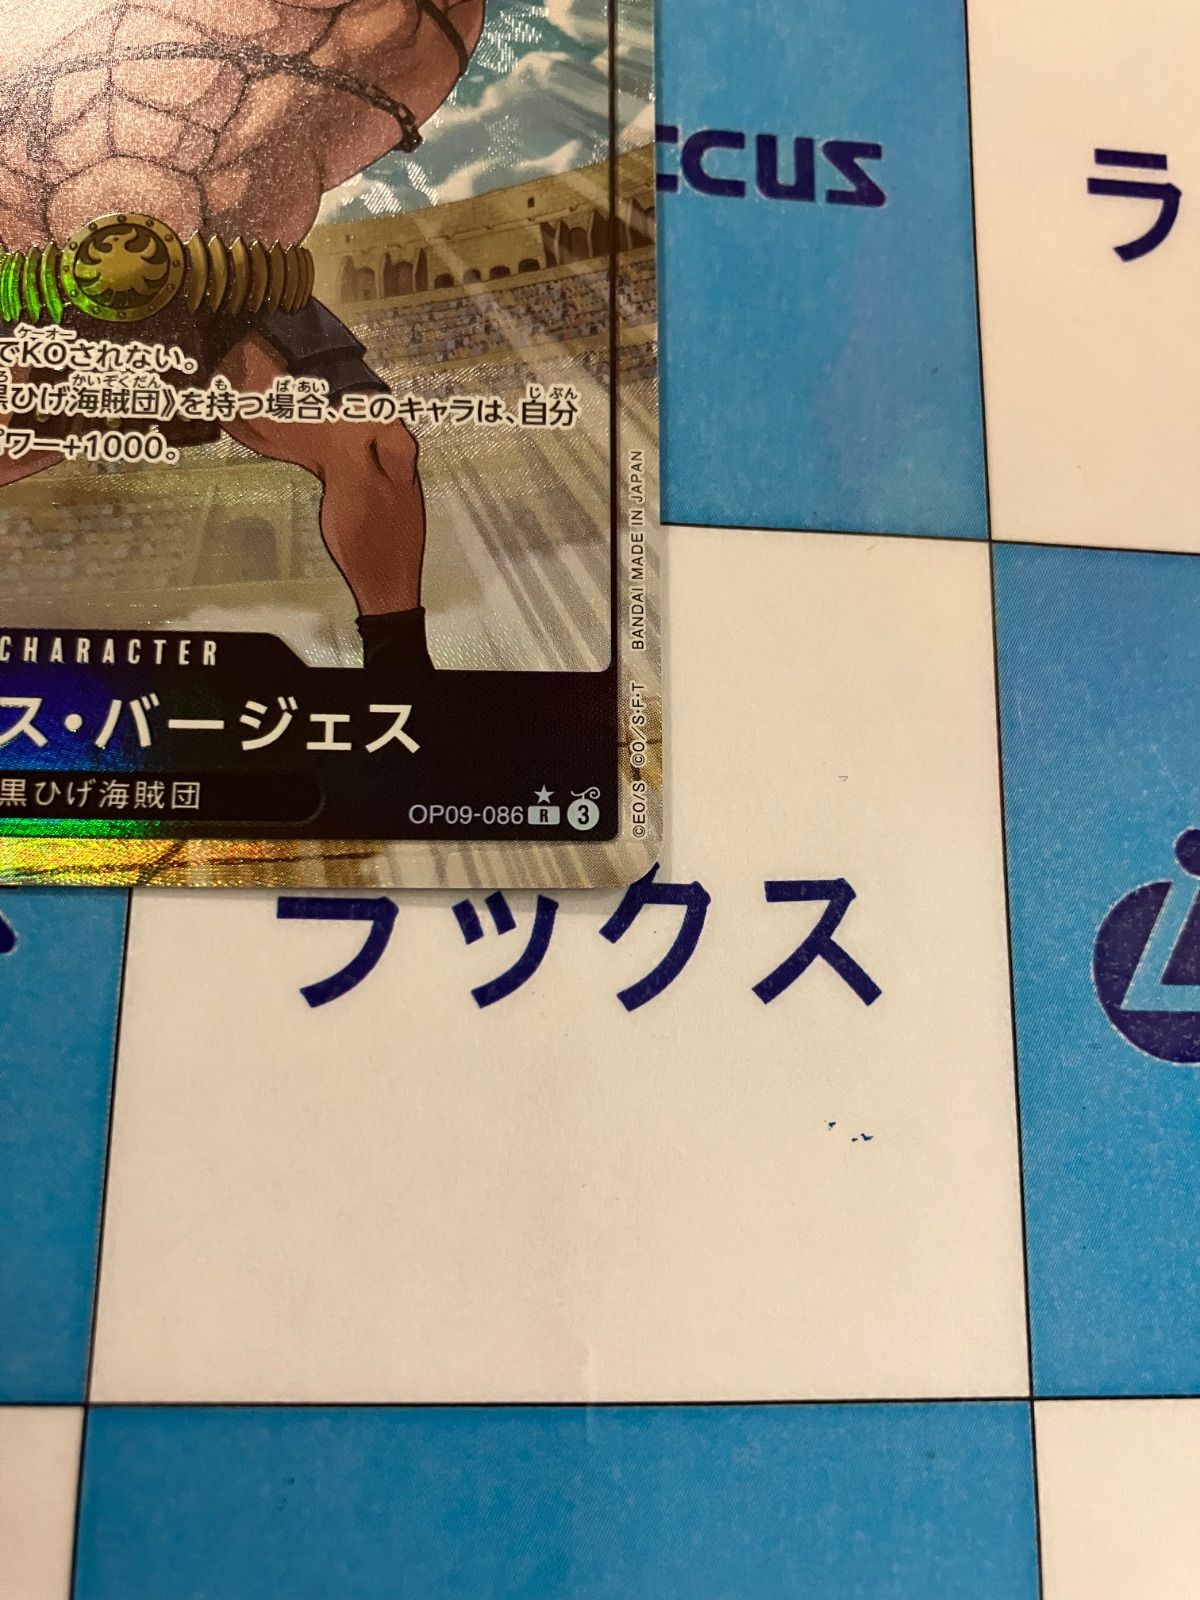 ccus
ラ
ケーオー
でKOされない。
かいぞくだん も ばあい じぶん
黒ひげ海賊団》を持つ場合、このキャラは、自分
パワー+1000。
BANDAI MADE IN JAPAN
©EO/S ©O/S・F・T
CHARACTER
ス・バージェス
黒ひげ海賊団
OP09-086 R 3
ラックス